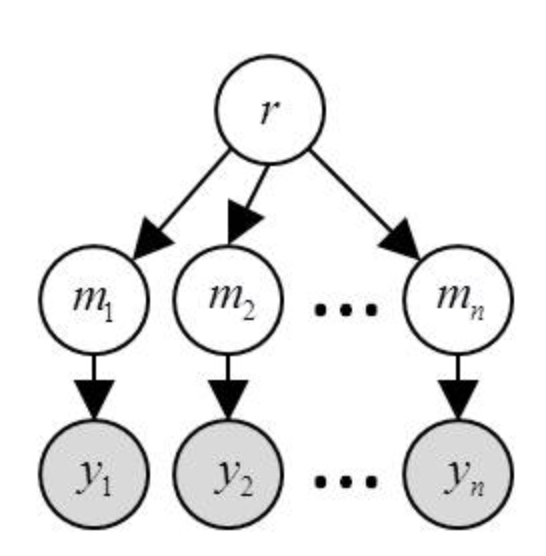 r
m₁ m₂ ... mₙ
y₁ y₂ ... yₙ